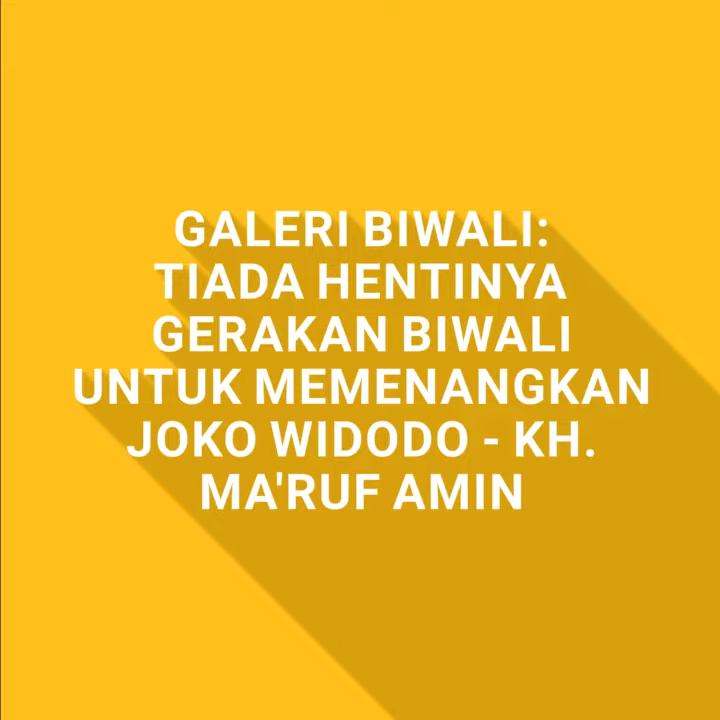 GALERI BIWALI:
TIADA HENTINYA
GERAKAN BIWALI
UNTUK MEMENANGKAN
JOKO WIDODO - KH.
MA'RUF AMIN